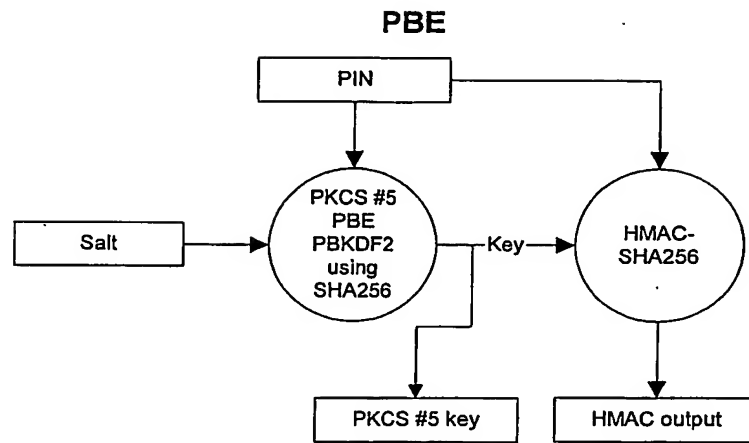 PBE
PIN
PKCS #5
PBE
PBKDF2
using
SHA256
Salt
Key
HMAC-
SHA256
PKCS #5 key
HMAC output